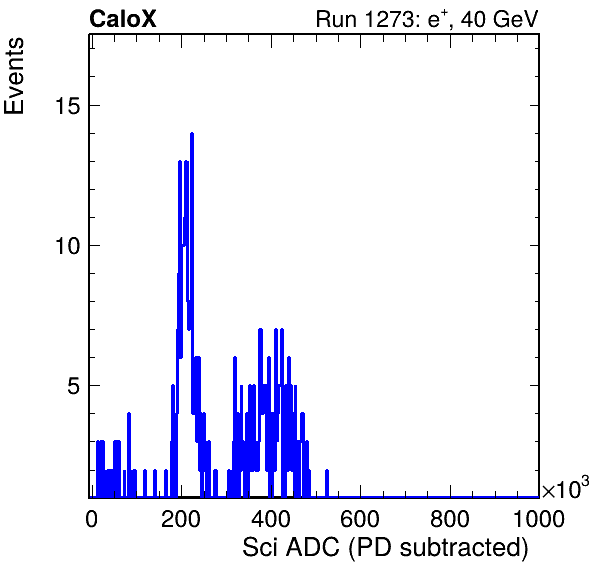 CaloX Run 1273: e⁺, 40 GeV
Events
15
10
5
0 200 400 600 800 1000
×10³
Sci ADC (PD subtracted)